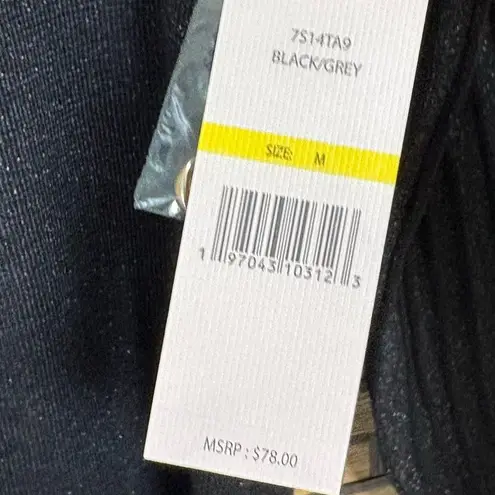 7S14TA9
BLACK/GREY
SIZE: M
1 97043 10312 3
MSRP : $78.00